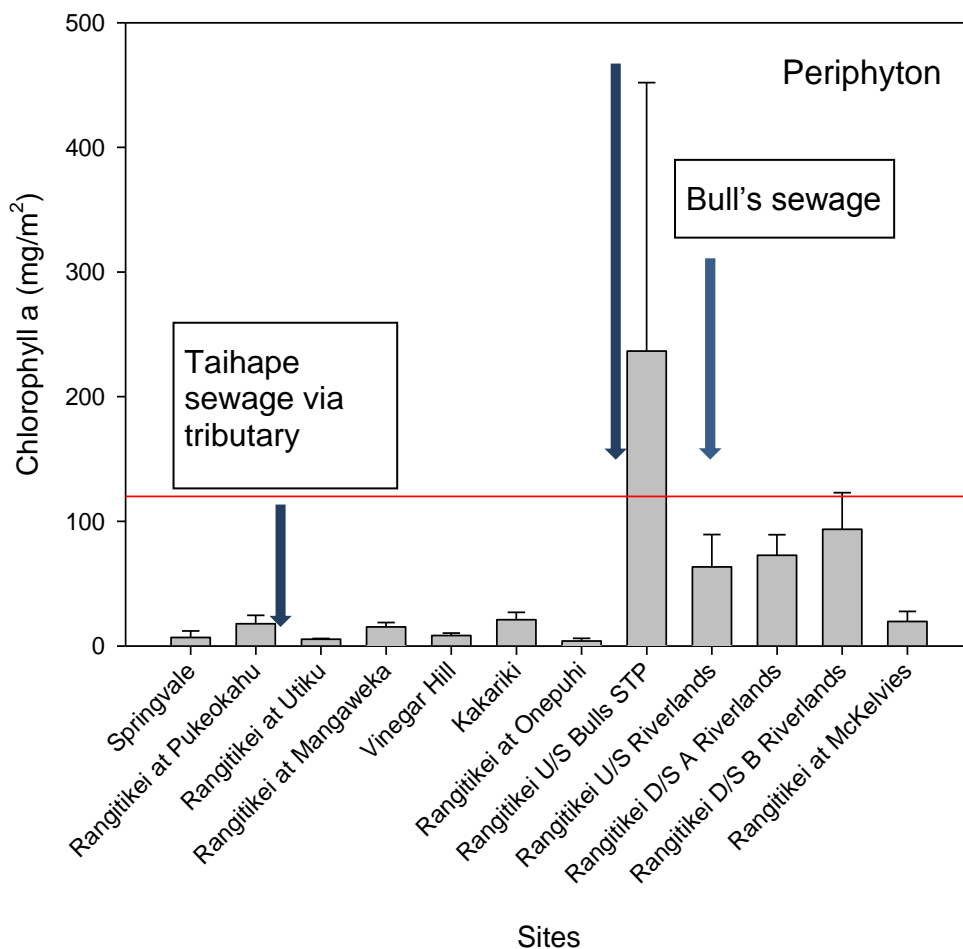 Periphyton
500
400
300
200
100
0
Chlorophyll a (mg/m²)
Bull's sewage
Taihape
sewage via
tributary
Springvale
Rangitikei at Pukeokahu
Rangitikei at Utiku
Rangitikei at Mangaweka
Vinegar Hill
Kakariki
Rangitikei at Onepuhi
Rangitikei U/S Bulls STP
Rangitikei U/S Riverlands
Rangitikei D/S A Riverlands
Rangitikei D/S B Riverlands
Rangitikei at McKelvies
Sites